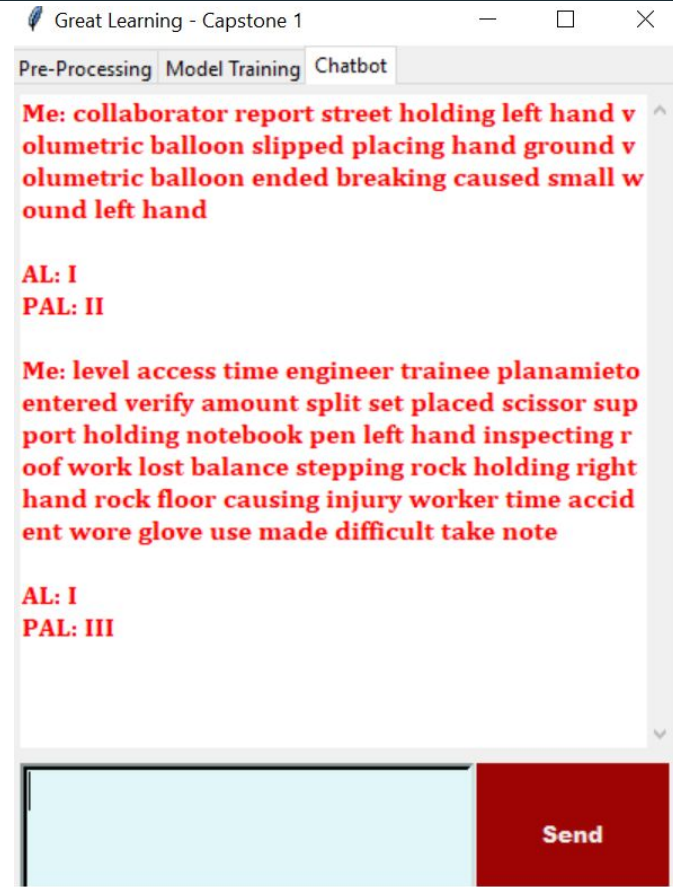 Great Learning - Capstone 1
Pre-Processing Model Training Chatbot
Me: collaborator report street holding left hand v
olumetric balloon slipped placing hand ground v
olumetric balloon ended breaking caused small w
ound left hand
AL: I
PAL: II
Me: level access time engineer trainee planamieto
entered verify amount split set placed scissor sup
port holding notebook pen left hand inspecting r
oof work lost balance stepping rock holding right
hand rock floor causing injury worker time accid
ent wore glove use made difficult take note
AL: I
PAL: III
Send